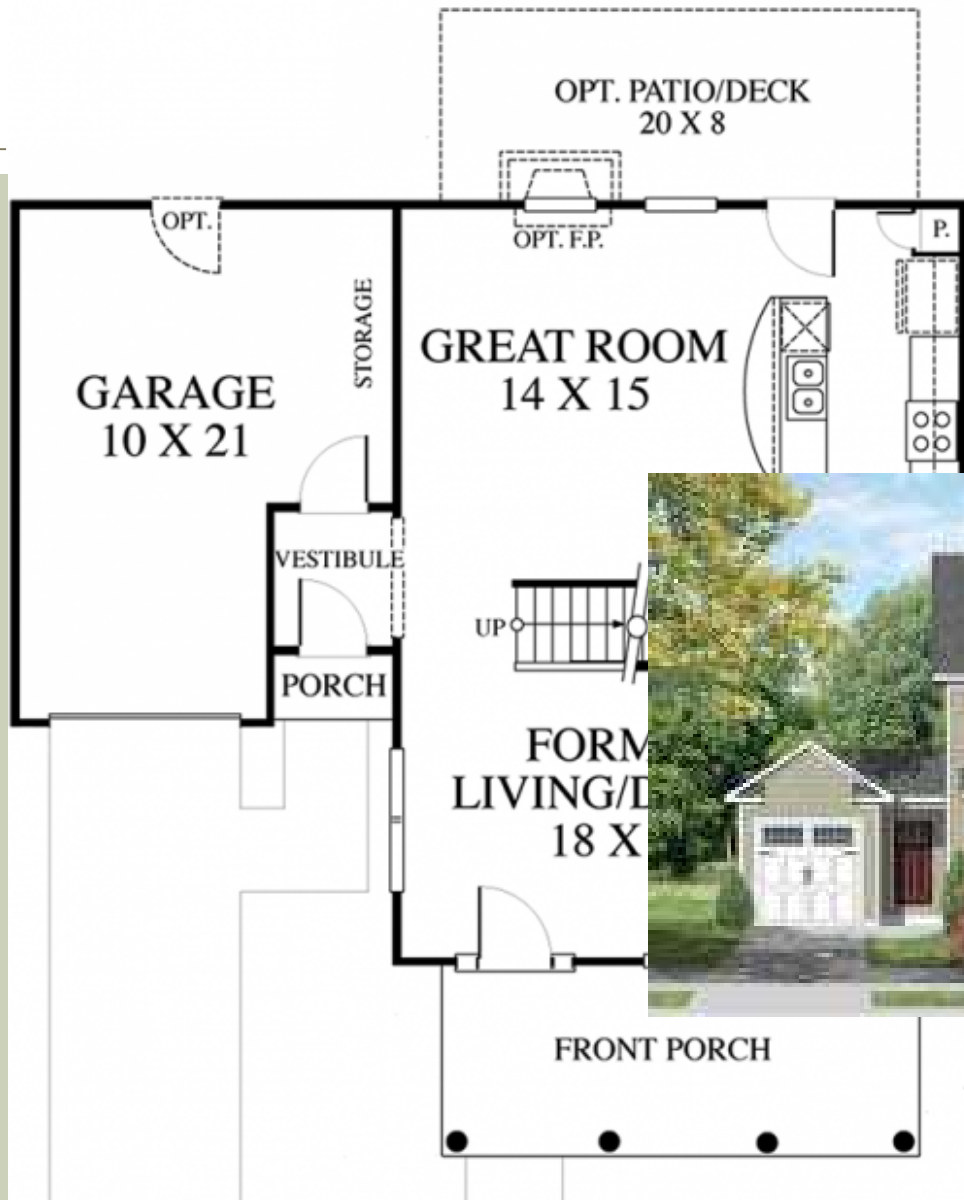 OPT. PATIO/DECK
20 X 8
OPT.
OPT. F.P.
P.
STORAGE
GREAT ROOM
14 X 15
GARAGE
10 X 21
VESTIBULE
UP
PORCH
FORM
LIVING/D
18 X
FRONT PORCH